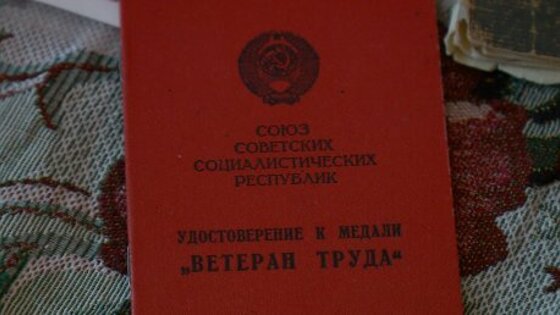 СОЮЗ
СОВЕТСКИХ
СОЦИАЛИСТИЧЕСКИХ
РЕСПУБЛИК
УДОСТОВЕРЕНИЕ К МЕДАЛИ
„ВЕТЕРАН ТРУДА“